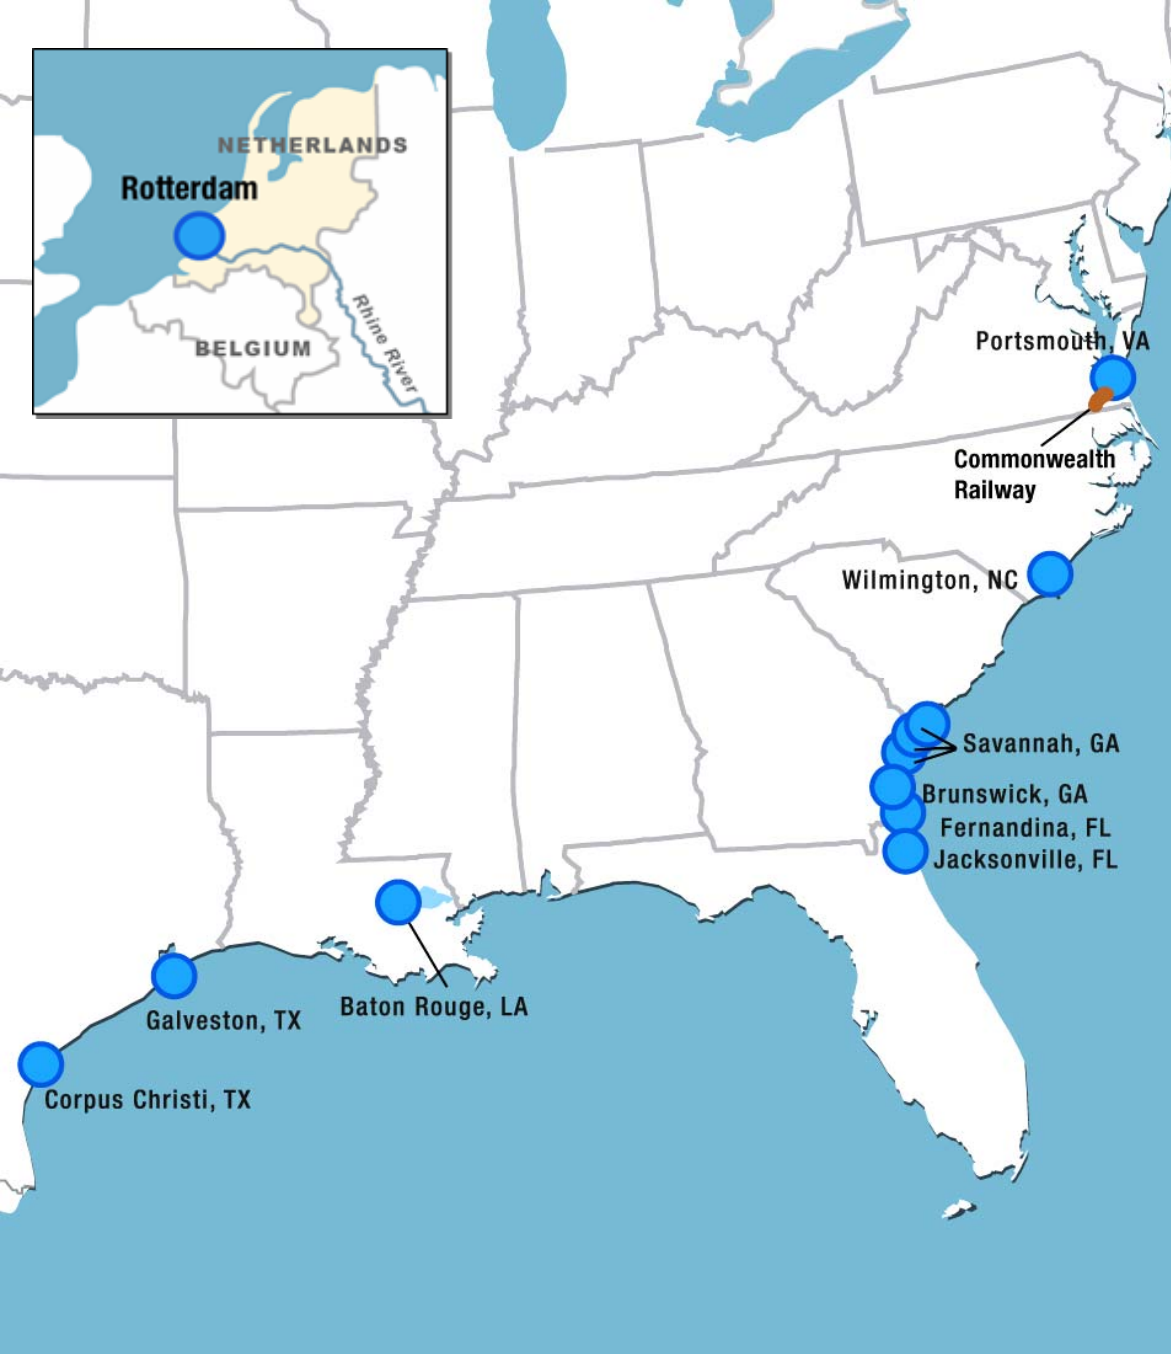 NETHERLANDS
Rotterdam
Rhine River
BELGIUM
Portsmouth, VA
Commonwealth
Railway
Wilmington, NC
Savannah, GA
Brunswick, GA
Fernandina, FL
Jacksonville, FL
Baton Rouge, LA
Galveston, TX
Corpus Christi, TX